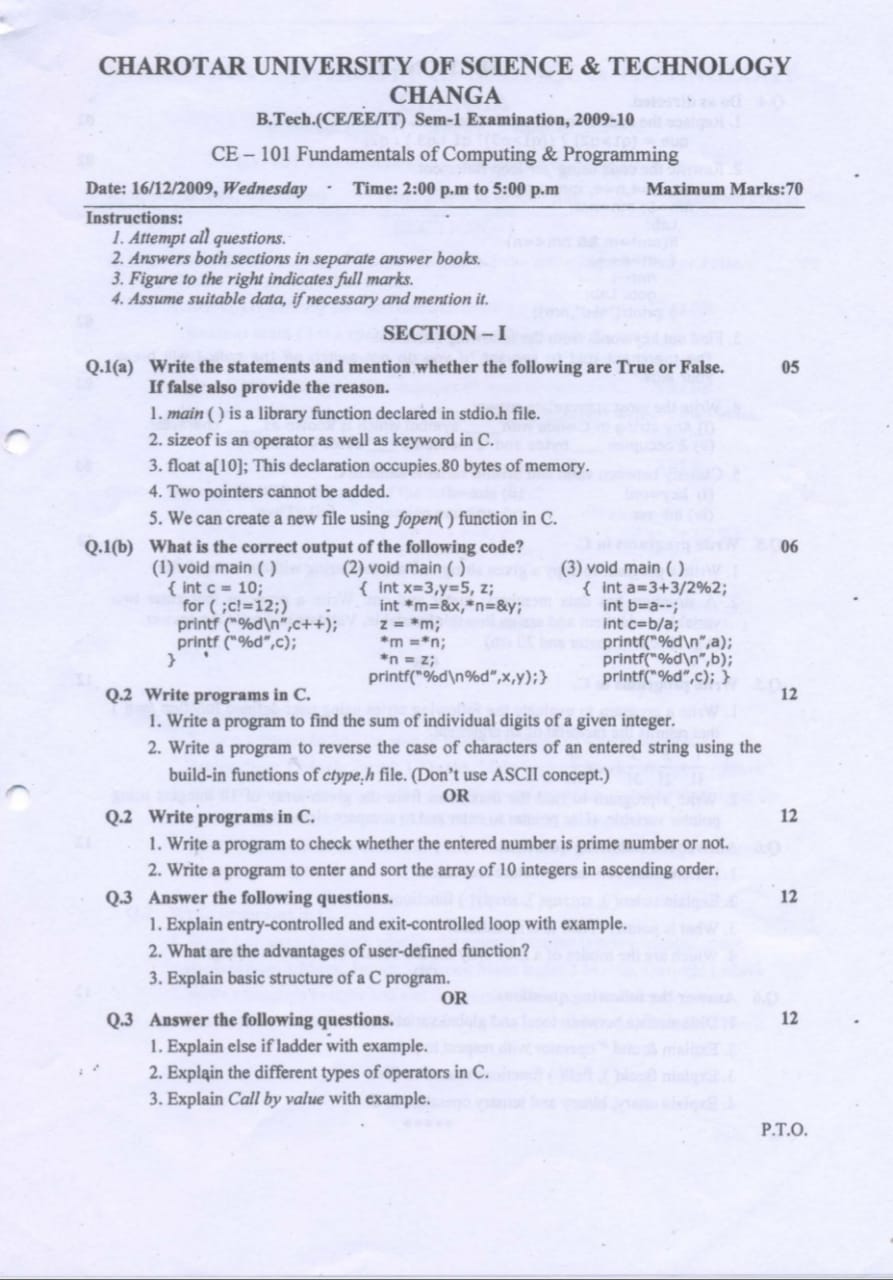 CHAROTAR UNIVERSITY OF SCIENCE & TECHNOLOGY
CHANGA
B.Tech.(CE/EE/IT) Sem-1 Examination, 2009-10
CE – 101 Fundamentals of Computing & Programming
Date: 16/12/2009, Wednesday Time: 2:00 p.m to 5:00 p.m Maximum Marks:70
Instructions:
1. Attempt all questions.
2. Answers both sections in separate answer books.
3. Figure to the right indicates full marks.
4. Assume suitable data, if necessary and mention it.
SECTION – I
Q.1(a) Write the statements and mention whether the following are True or False. 05
If false also provide the reason.
1. main ( ) is a library function declared in stdio.h file.
2. sizeof is an operator as well as keyword in C.
3. float a[10]; This declaration occupies 80 bytes of memory.
4. Two pointers cannot be added.
5. We can create a new file using fopen( ) function in C.
Q.1(b) What is the correct output of the following code? 06
(1) void main ( ) (2) void main ( ) (3) void main ( )
{ int c = 10; { int x=3,y=5, z; { int a=3+3/2%2;
for ( ;c!=12;) int *m=&x,*n=&y; int b=a--;
printf ("%d\n",c++); z = *m; int c=b/a;
printf ("%d",c); *m =*n; printf("%d\n",a);
} *n = z; printf("%d\n",b);
printf("%d\n%d",x,y);} printf("%d",c); }
Q.2 Write programs in C. 12
1. Write a program to find the sum of individual digits of a given integer.
2. Write a program to reverse the case of characters of an entered string using the
build-in functions of ctype.h file. (Don't use ASCII concept.)
OR
Q.2 Write programs in C. 12
1. Write a program to check whether the entered number is prime number or not.
2. Write a program to enter and sort the array of 10 integers in ascending order.
Q.3 Answer the following questions. 12
1. Explain entry-controlled and exit-controlled loop with example.
2. What are the advantages of user-defined function?
3. Explain basic structure of a C program.
OR
Q.3 Answer the following questions. 12
1. Explain else if ladder with example.
2. Explain the different types of operators in C.
3. Explain Call by value with example.
P.T.O.